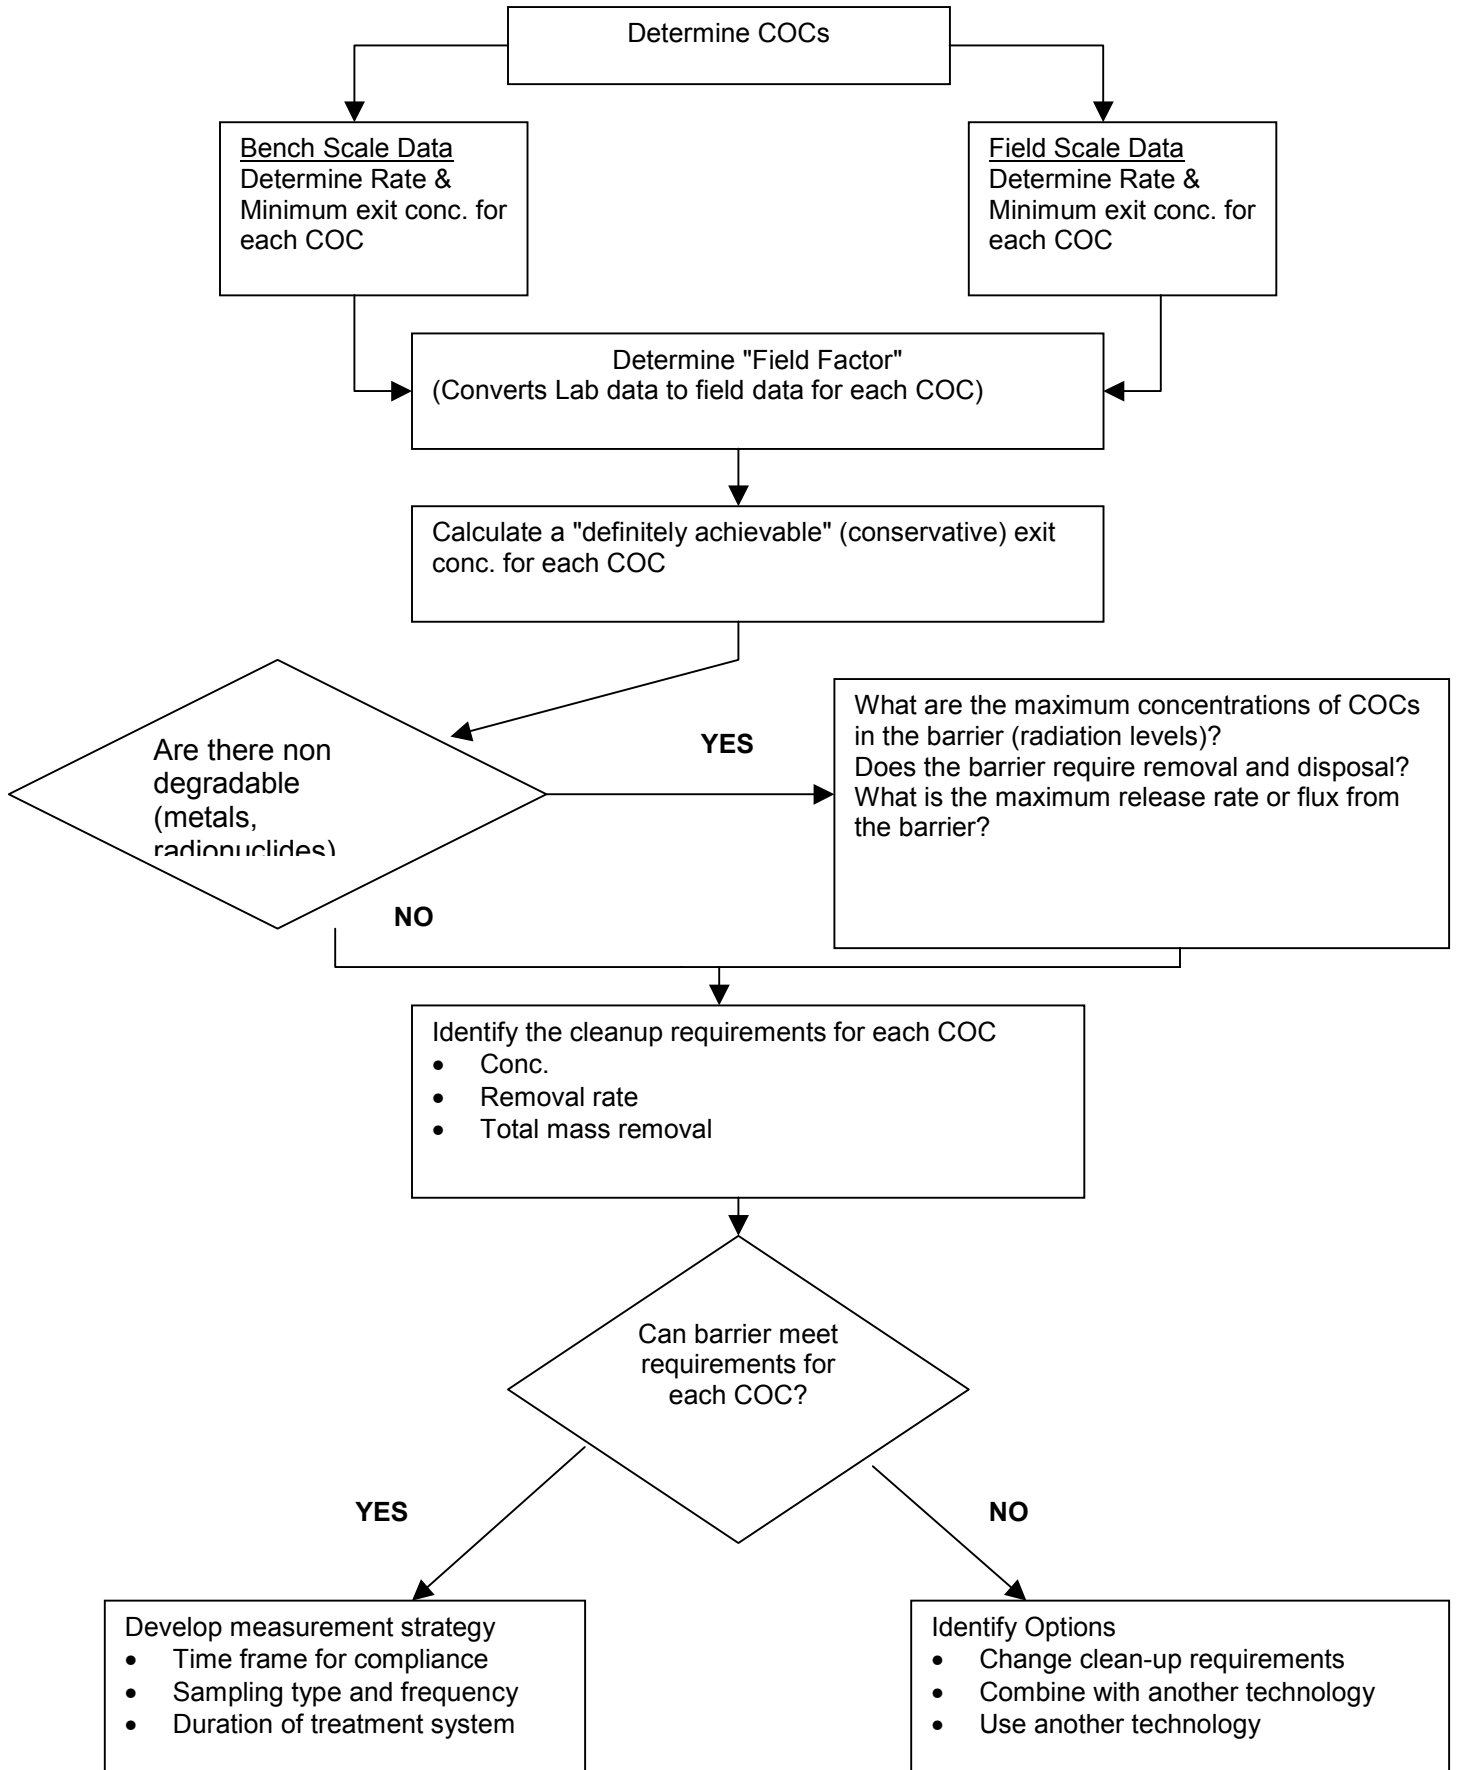 Determine COCs
Bench Scale Data
Determine Rate &
Minimum exit conc. for
each COC
Field Scale Data
Determine Rate &
Minimum exit conc. for
each COC
Determine "Field Factor"
(Converts Lab data to field data for each COC)
Calculate a "definitely achievable" (conservative) exit
conc. for each COC
Are there non
degradable
(metals,
radionuclides)
YES
What are the maximum concentrations of COCs
in the barrier (radiation levels)?
Does the barrier require removal and disposal?
What is the maximum release rate or flux from
the barrier?
NO
Identify the cleanup requirements for each COC
• Conc.
• Removal rate
• Total mass removal
Can barrier meet
requirements for
each COC?
YES
NO
Develop measurement strategy
• Time frame for compliance
• Sampling type and frequency
• Duration of treatment system
Identify Options
• Change clean-up requirements
• Combine with another technology
• Use another technology